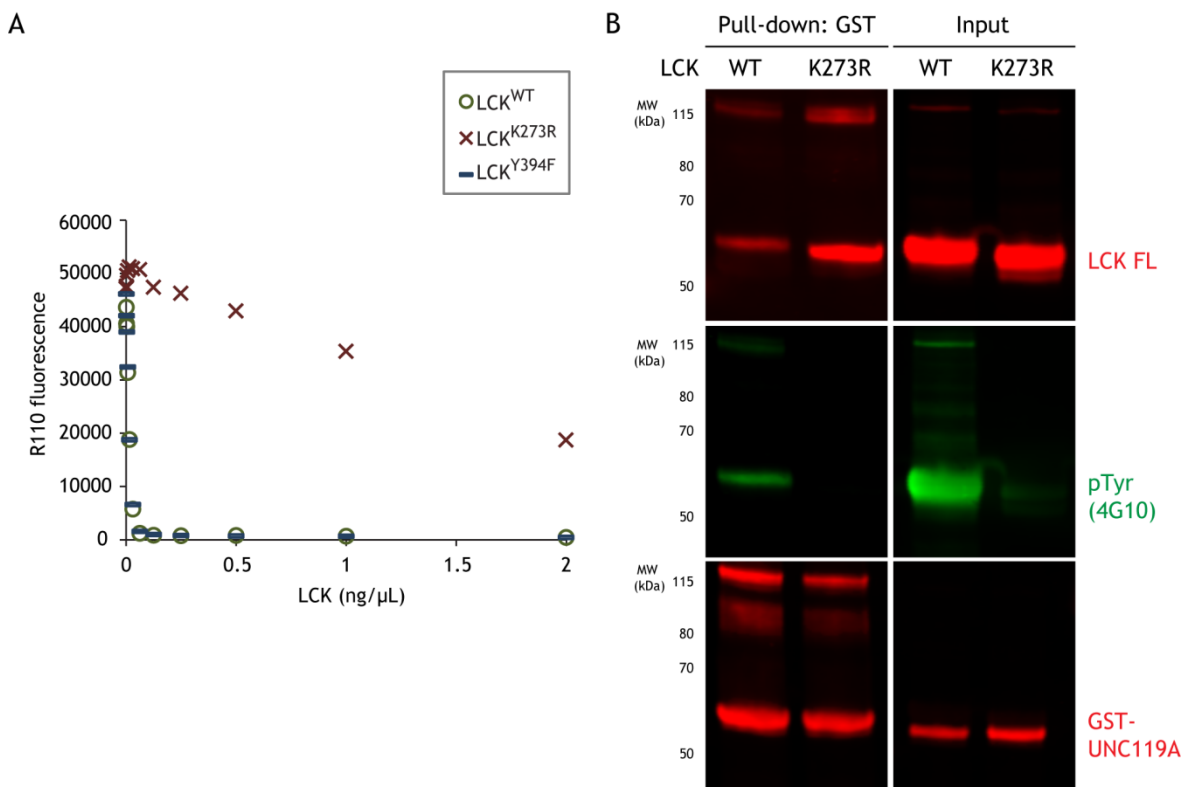 A
LCK^WT
LCK^K273R
LCK^Y394F
R110 fluorescence
60000
50000
40000
30000
20000
10000
0
0 0.5 1 1.5 2
LCK (ng/µL)
B
Pull-down: GST Input
LCK WT K273R WT K273R
MW
(kDa)
115
80
70
50
LCK FL
MW
(kDa)
115
80
70
50
pTyr
(4G10)
MW
(kDa)
115
80
70
50
GST-
UNC119A